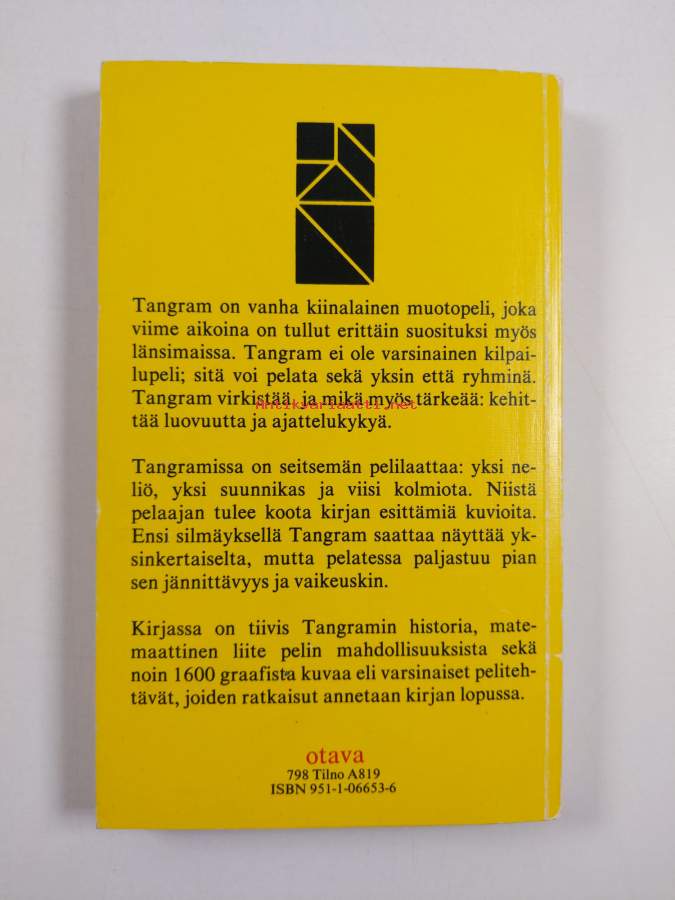 Tangram on vanha kiinalainen muotopeli, joka
viime aikoina on tullut erittäin suosituksi myös
länsimaissa. Tangram ei ole varsinainen kilpai-
lupeli; sitä voi pelata sekä yksin että ryhminä.
Tangram virkistää, ja mikä myös tärkeää: kehit-
Antikvariaatti.net
tää luovuutta ja ajattelukykyä.
Tangramissa on seitsemän pelilaattaa: yksi ne-
liö, yksi suunnikas ja viisi kolmiota. Niistä
pelaajan tulee koota kirjan esittämiä kuvioita.
Ensi silmäyksellä Tangram saattaa näyttää yk-
sinkertaiselta, mutta pelatessa paljastuu pian
sen jännittävyys ja vaikeuskin.
Kirjassa on tiivis Tangramin historia, mate-
maattinen liite pelin mahdollisuuksista sekä
noin 1600 graafista kuvaa eli varsinaiset peliteh-
tävät, joiden ratkaisut annetaan kirjan lopussa.
otava
798 Tilno A819
ISBN 951-1-06653-6